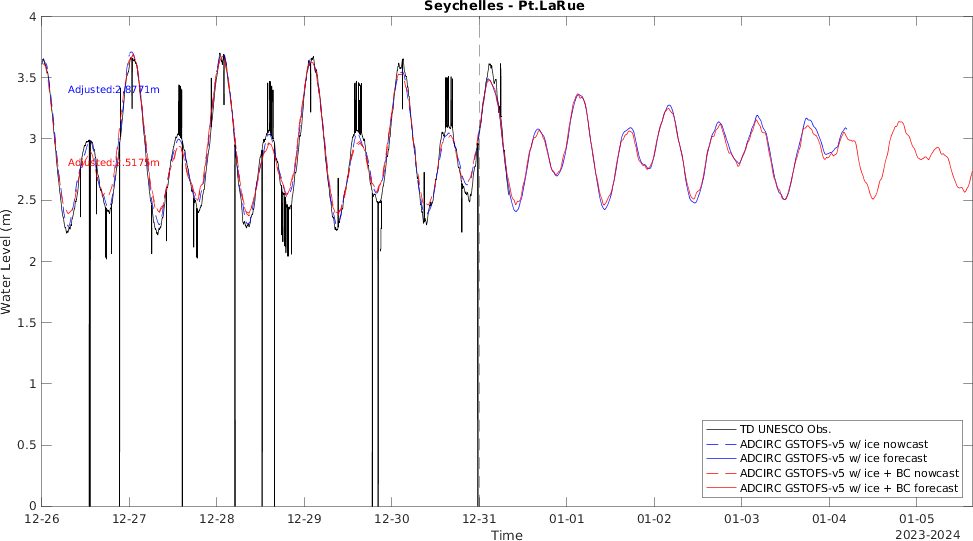 Seychelles - Pt.LaRue
4
3.5
3
2.5
2
1.5
1
0.5
0
Water Level (m)
Adjusted:2.8771m
TD UNESCO Obs.
ADCIRC GSTOFS-v5 w/ ice nowcast
ADCIRC GSTOFS-v5 w/ ice forecast
ADCIRC GSTOFS-v5 w/ ice + BC nowcast
ADCIRC GSTOFS-v5 w/ ice + BC forecast
12-26 12-27 12-28 12-29 12-30 12-31 01-01 01-02 01-03 01-04 01-05
Time
2023-2024